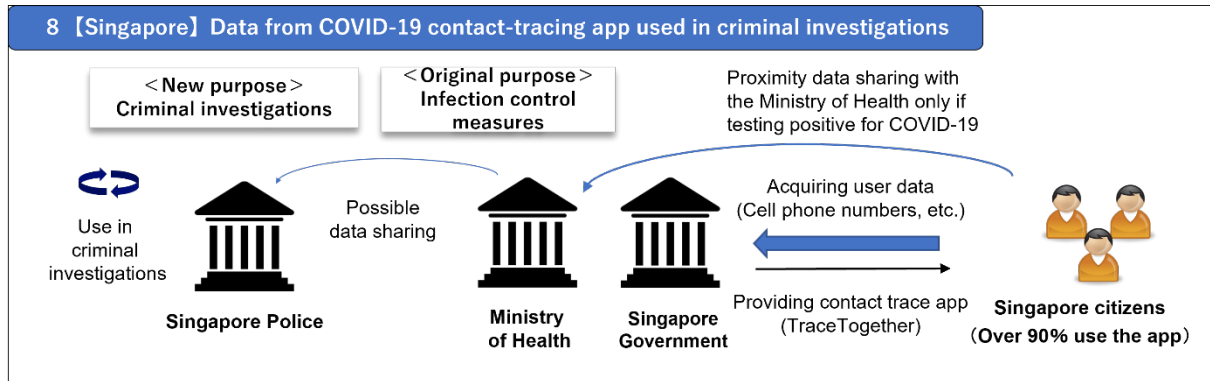 8 【Singapore】Data from COVID-19 contact-tracing app used in criminal investigations
＜New purpose＞
Criminal investigations
＜Original purpose＞
Infection control
measures
Proximity data sharing with
the Ministry of Health only if
testing positive for COVID-19
Use in
criminal
investigations
Singapore Police
Possible
data sharing
Ministry
of Health
Singapore
Government
Acquiring user data
(Cell phone numbers, etc.)
Providing contact trace app
(TraceTogether)
Singapore citizens
（Over 90% use the app）